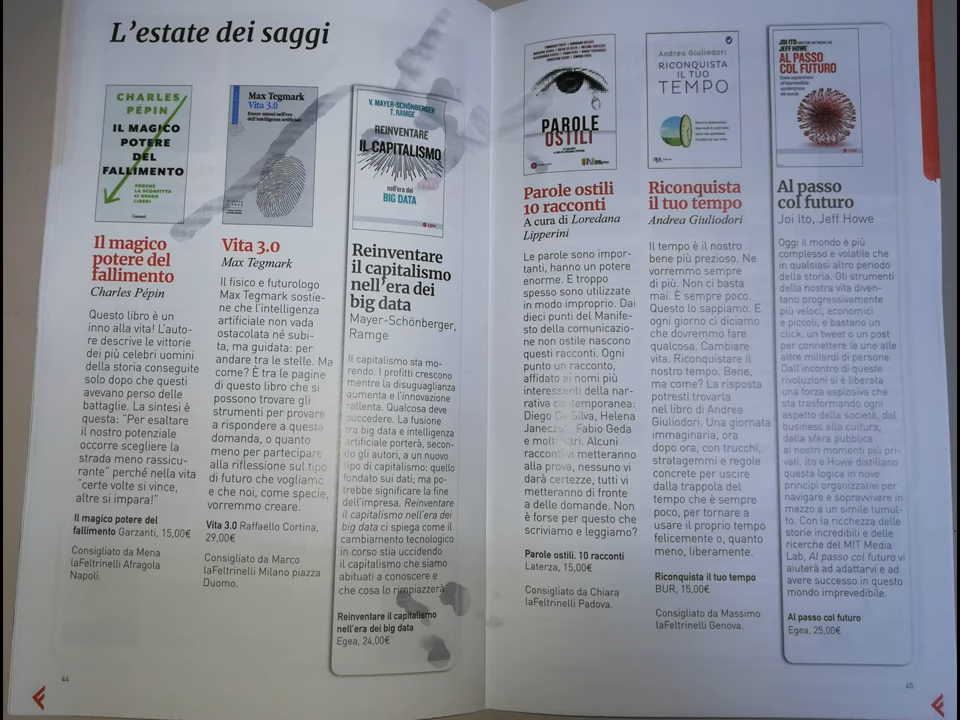 L'estate dei saggi
CHARLES
PÉPIN
IL MAGICO
POTERE
DEL
FALLIMENTO
PERCHÉ
LA SCONFITTA
CI RENDE
LIBERI
Garzanti
Il magico
potere del
fallimento
Charles Pépin
Questo libro è un
inno alla vita! L'auto-
re descrive le vittorie
dei più celebri uomini
della storia conseguite
solo dopo che questi
avevano perso delle
battaglie. La sintesi è
questa: "Per esaltare
il nostro potenziale
occorre scegliere la
strada meno rassicu-
rante" perché nella vita
"certe volte si vince,
altre si impara!"
Il magico potere del
fallimento Garzanti, 15,00€
Consigliato da Mena
laFeltrinelli Afragola
Napoli.
Max Tegmark
Vita 3.0
Essere umani nell'era
dell'intelligenza artificiale
Vita 3.0
Max Tegmark
Il fisico e futurologo
Max Tegmark sostie-
ne che l'intelligenza
artificiale non vada
ostacolata né subi-
ta, ma guidata: per
andare tra le stelle. Ma
come? È tra le pagine
di questo libro che si
possono trovare gli
strumenti per provare
a rispondere a questa
domanda, o quanto
meno per partecipare
alla riflessione sul tipo
di futuro che vogliamo
e che noi, come specie,
vorremmo creare.
Vita 3.0 Raffaello Cortina,
29,00€
Consigliato da Marco
laFeltrinelli Milano piazza
Duomo.
V. MAYER-SCHÖNBERGER
T. RAMGE
REINVENTARE
IL CAPITALISMO
nell'era dei
BIG DATA
Reinventare
il capitalismo
nell'era dei
big data
Mayer-Schönberger,
Ramge
Il capitalismo sta mo-
rendo. I profitti crescono
mentre la disuguaglianza
aumenta e l'innovazione
rallenta. Qualcosa deve
succedere. La fusione
tra big data e intelligenza
artificiale porterà, secon-
do gli autori, a un nuovo
tipo di capitalismo: quello
fondato sui dati; ma po-
trebbe significare la fine
dell'impresa. Reinventare
il capitalismo nell'era dei
big data ci spiega come il
cambiamento tecnologico
in corso stia uccidendo
il capitalismo che siamo
abituati a conoscere e
che cosa lo rimpiazzerà.
Reinventare il capitalismo
nell'era dei big data
Egea, 24,00€
44
PAROLE
OSTILI
Parole ostili
10 racconti
A cura di Loredana
Lipperini
Le parole sono impor-
tanti, hanno un potere
enorme. E troppo
spesso sono utilizzate
in modo improprio. Dai
dieci punti del Manife-
sto della comunicazio-
ne non ostile nascono
questi racconti. Ogni
punto un racconto,
affidato ai nomi più
interessanti della nar-
rativa contemporanea:
Diego De Silva, Helena
Janeczek, Fabio Geda
e molti altri. Alcuni
racconti vi metteranno
alla prova, nessuno vi
darà certezze, tutti vi
metteranno di fronte
a delle domande. Non
è forse per questo che
scriviamo e leggiamo?
Parole ostili. 10 racconti
Laterza, 15,00€
Consigliato da Chiara
laFeltrinelli Padova.
Andrea Giuliodori
RICONQUISTA
IL TUO
TEMPO
BUR
Riconquista
il tuo tempo
Andrea Giuliodori
Il tempo è il nostro
bene più prezioso. Ne
vorremmo sempre
di più. Non ci basta
mai. È sempre poco.
Questo lo sappiamo. E
ogni giorno ci diciamo
che dovremmo fare
qualcosa. Cambiare
vita. Riconquistare il
nostro tempo. Bene,
ma come? La risposta
potresti trovarla
nel libro di Andrea
Giuliodori. Una giornata
immaginaria, ora
dopo ora, con trucchi,
stratagemmi e regole
concrete per uscire
dalla trappola del
tempo che è sempre
poco, per tornare a
usare il proprio tempo
felicemente o, quanto
meno, liberamente.
Riconquista il tuo tempo
BUR, 15,00€
Consigliato da Massimo
laFeltrinelli Genova.
JOI ITO
JEFF HOWE
AL PASSO
COL FUTURO
Al passo
col futuro
Joi Ito, Jeff Howe
Oggi il mondo è più
complesso e volatile che
in qualsiasi altro periodo
della storia. Gli strumenti
della nostra vita diven-
tano progressivamente
più veloci, economici
e piccoli, e bastano un
click, un tweet o un post
per connettere le une alle
altre miliardi di persone.
Dall'incontro di queste
rivoluzioni si è liberata
una forza esplosiva che
sta trasformando ogni
aspetto della società, dal
business alla cultura,
dalla sfera pubblica
ai nostri momenti più pri-
vati. Ito e Howe distillano
questa logica in nove
principi organizzativi per
navigare e sopravvivere in
mezzo a un simile tumul-
to. Con la ricchezza delle
storie incredibili e delle
ricerche del MIT Media
Lab, Al passo col futuro vi
aiuterà ad adattarvi e ad
avere successo in questo
mondo imprevedibile.
Al passo col futuro
Egea, 25,00€
45